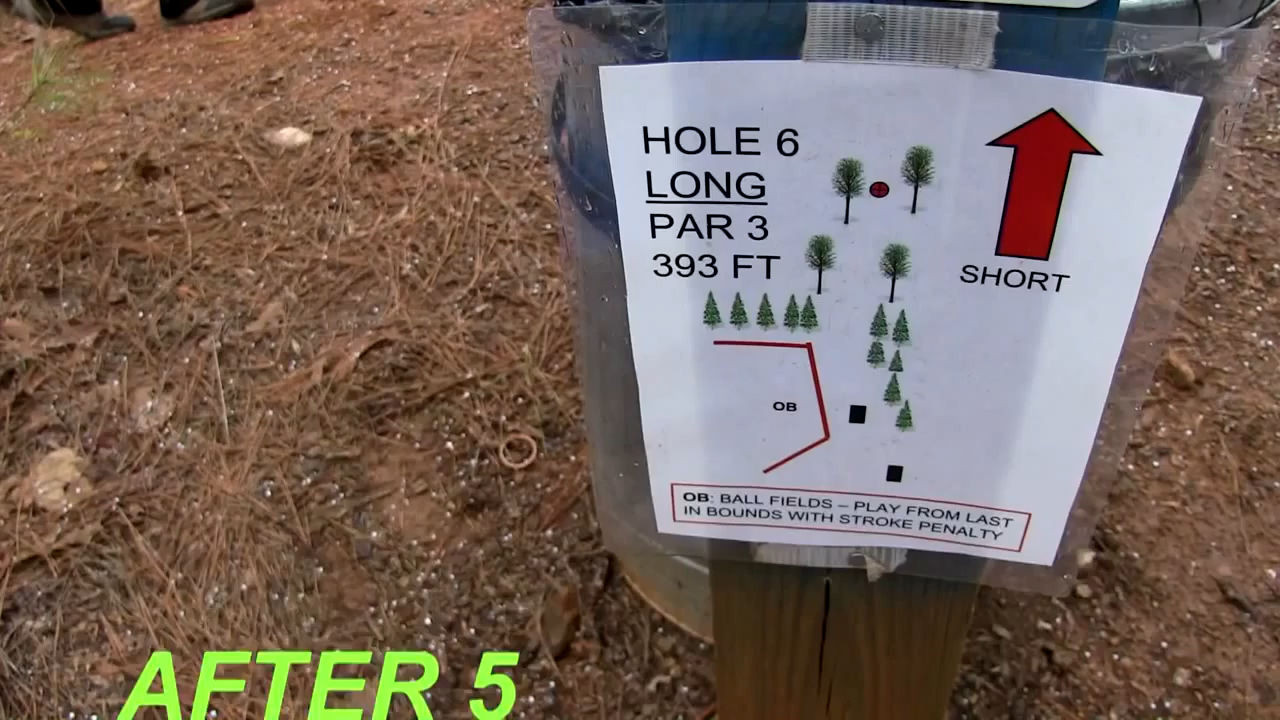 HOLE 6
LONG
PAR 3
393 FT
SHORT
OB
OB: BALL FIELDS – PLAY FROM LAST
IN BOUNDS WITH STROKE PENALTY
AFTER 5